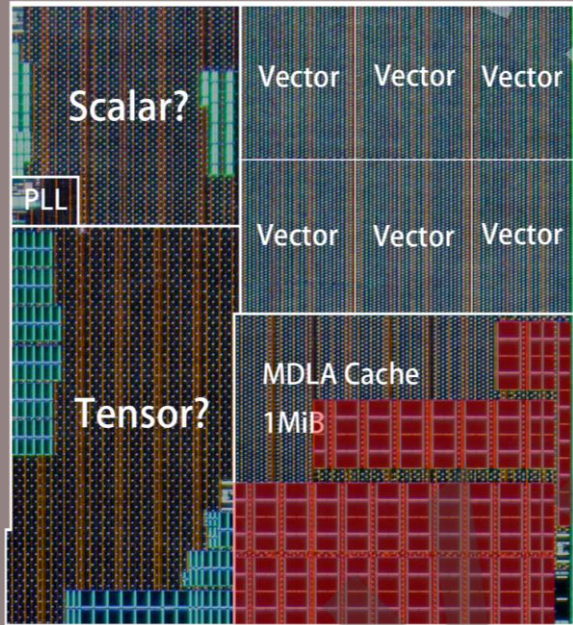 Scalar?
Vector Vector Vector
PLL
Vector Vector Vector
Tensor?
MDLA Cache
1MiB